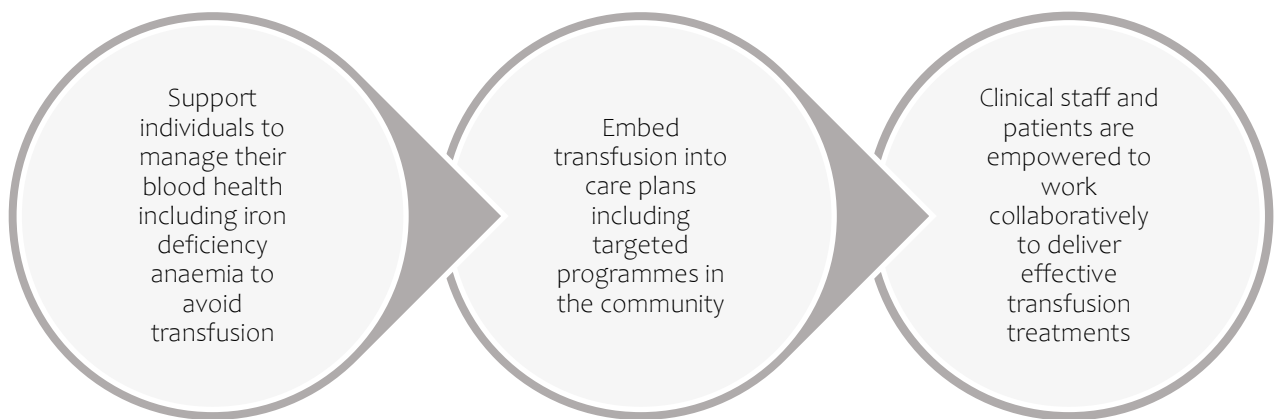 Support
individuals to
manage their
blood health
including iron
deficiency
anaemia to
avoid
transfusion
Embed
transfusion into
care plans
including
targeted
programmes in
the community
Clinical staff and
patients are
empowered to
work
collaboratively
to deliver
effective
transfusion
treatments